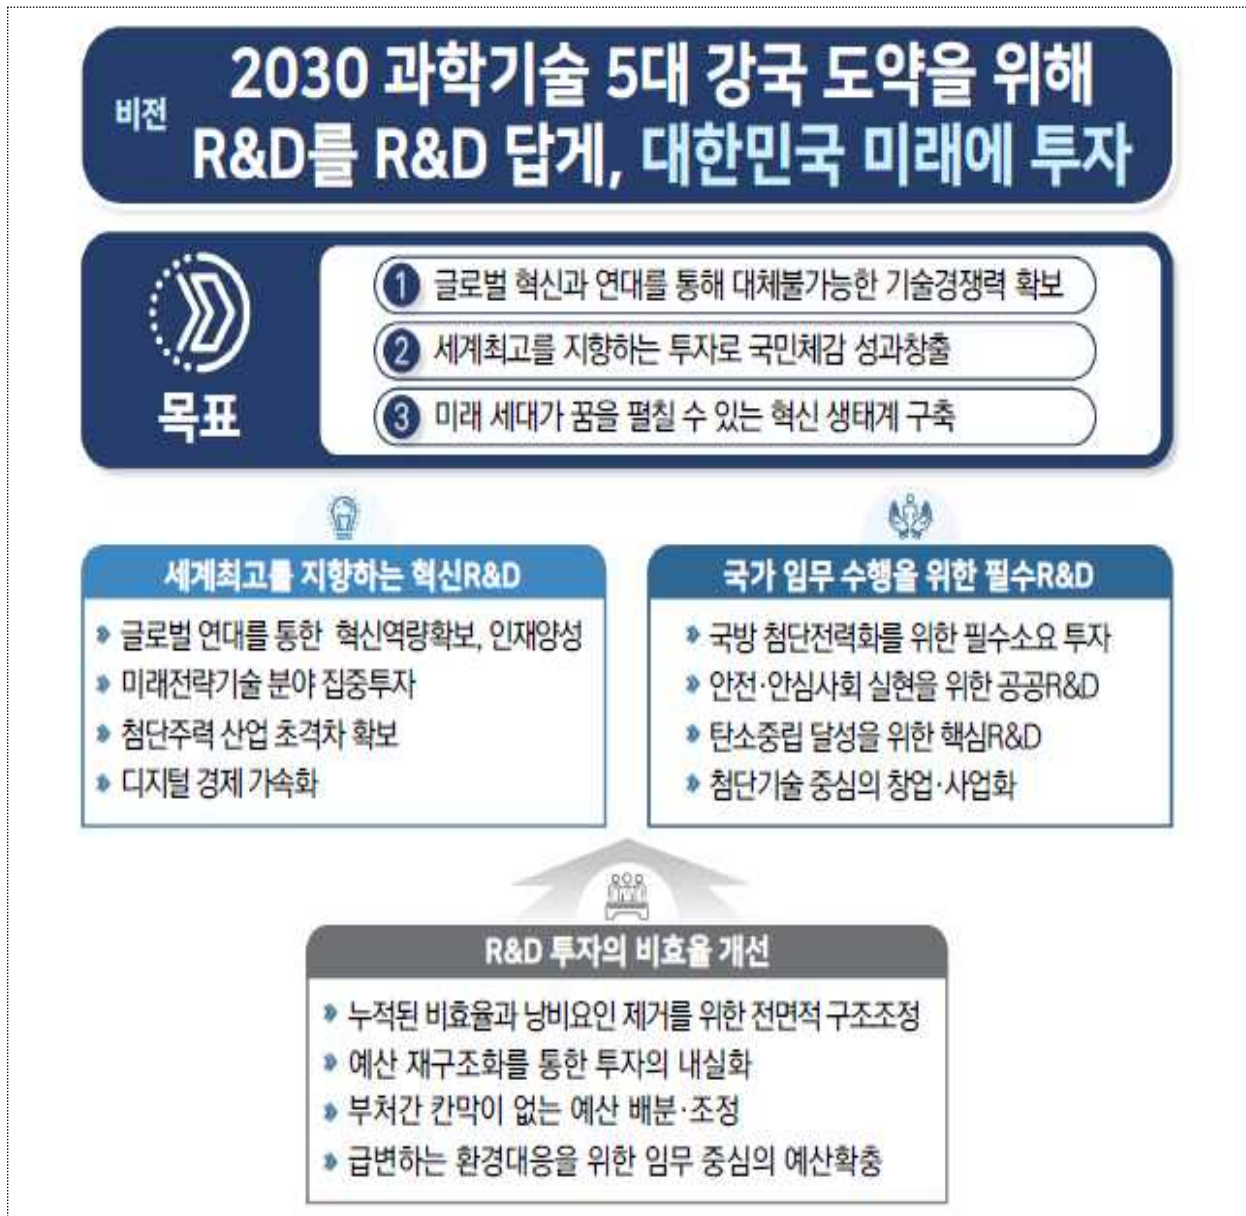 비전
2030 과학기술 5대 강국 도약을 위해
R&D를 R&D 답게, 대한민국 미래에 투자
목표
1 글로벌 혁신과 연대를 통해 대체불가능한 기술경쟁력 확보
2 세계최고를 지향하는 투자로 국민체감 성과창출
3 미래 세대가 꿈을 펼칠 수 있는 혁신 생태계 구축
세계최고를 지향하는 혁신R&D
» 글로벌 연대를 통한 혁신역량확보, 인재양성
» 미래전략기술 분야 집중투자
» 첨단주력 산업 초격차 확보
» 디지털 경제 가속화
국가 임무 수행을 위한 필수R&D
» 국방 첨단전력화를 위한 필수소요 투자
» 안전·안심사회 실현을 위한 공공R&D
» 탄소중립 달성을 위한 핵심R&D
» 첨단기술 중심의 창업·사업화
R&D 투자의 비효율 개선
» 누적된 비효율과 낭비요인 제거를 위한 전면적 구조조정
» 예산 재구조화를 통한 투자의 내실화
» 부처간 칸막이 없는 예산 배분·조정
» 급변하는 환경대응을 위한 임무 중심의 예산확충